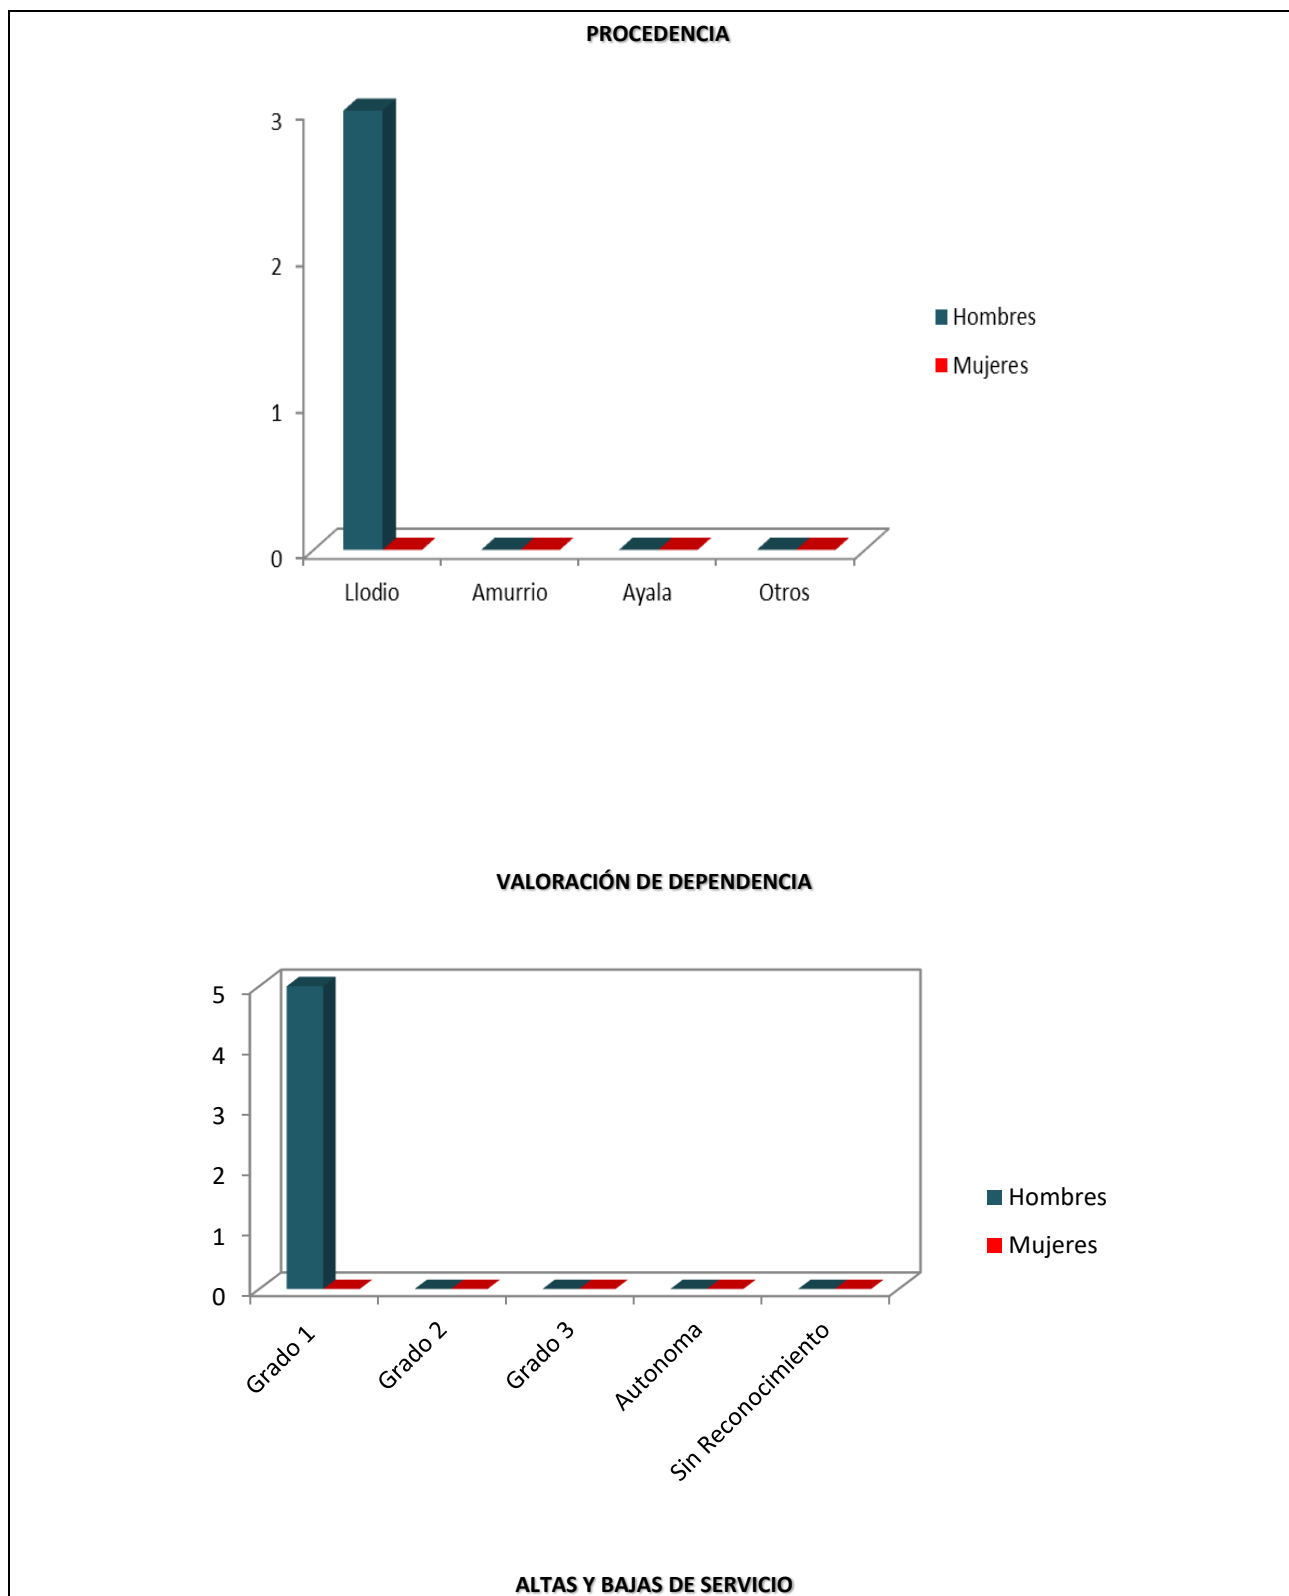 PROCEDENCIA
3
2
1
0
Llodio Amurrio Ayala Otros
Hombres
Mujeres
VALORACIÓN DE DEPENDENCIA
5
4
3
2
1
0
Grado 1 Grado 2 Grado 3 Autonoma Sin Reconocimiento
Hombres
Mujeres
ALTAS Y BAJAS DE SERVICIO